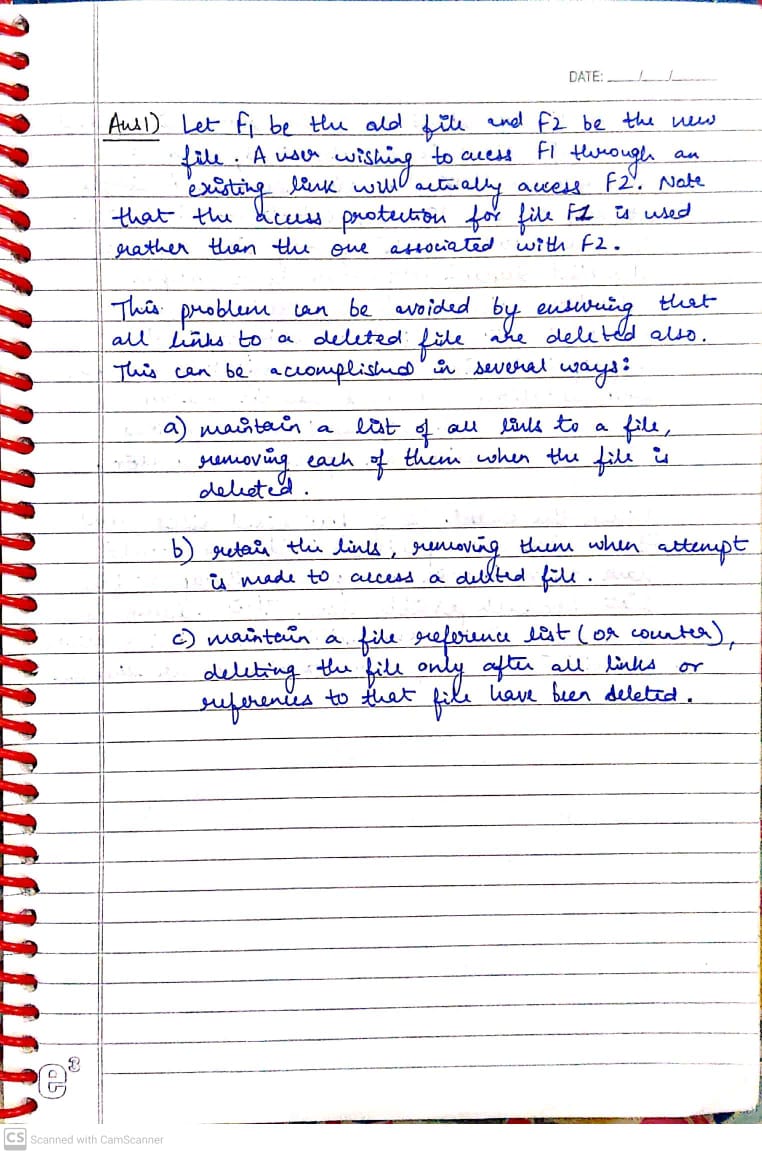 DATE: __/__/__
Ans1) Let F1 be the old file and F2 be the new
file. A user wishing to access F1 through an
existing link will actually access F2. Note
that the access protection for file F1 is used
rather than the one associated with F2.
This problem can be avoided by ensuring that
all links to a deleted file are deleted also.
This can be accomplished in several ways:
a) maintain a list of all links to a file,
removing each of them when the file is
deleted.
b) retain the links, removing them when attempt
is made to access a deleted file.
c) maintain a file reference list (or counter),
deleting the file only after all links or
references to that file have been deleted.
e3
CS Scanned with CamScanner